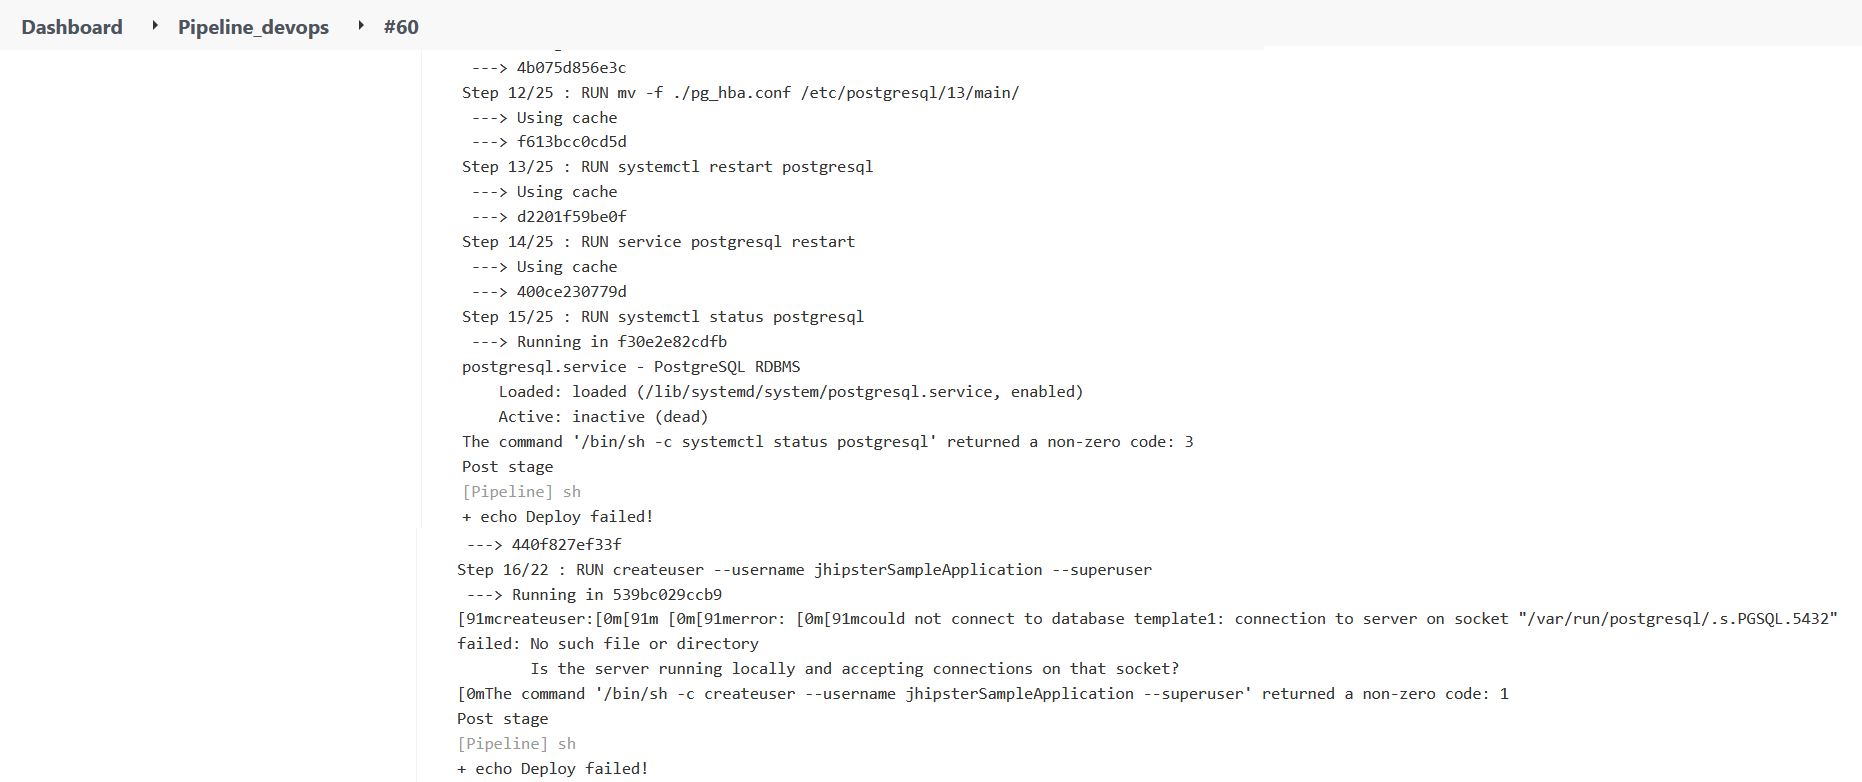 Dashboard Pipeline_devops #60
---> 4b075d856e3c
Step 12/25 : RUN mv -f ./pg_hba.conf /etc/postgresql/13/main/
---> Using cache
---> f613bcc0cd5d
Step 13/25 : RUN systemctl restart postgresql
---> Using cache
---> d2201f59be0f
Step 14/25 : RUN service postgresql restart
---> Using cache
---> 400ce230779d
Step 15/25 : RUN systemctl status postgresql
---> Running in f30e2e82cdfb
postgresql.service - PostgreSQL RDBMS
Loaded: loaded (/lib/systemd/system/postgresql.service, enabled)
Active: inactive (dead)
The command '/bin/sh -c systemctl status postgresql' returned a non-zero code: 3
Post stage
[Pipeline] sh
+ echo Deploy failed!
---> 440f827ef33f
Step 16/22 : RUN createuser --username jhipsterSampleApplication --superuser
---> Running in 539bc029ccb9
[91mcreateuser:[0m[91m [0m[91merror: [0m[91mcould not connect to database template1: connection to server on socket "/var/run/postgresql/.s.PGSQL.5432"
failed: No such file or directory
Is the server running locally and accepting connections on that socket?
[0mThe command '/bin/sh -c createuser --username jhipsterSampleApplication --superuser' returned a non-zero code: 1
Post stage
[Pipeline] sh
+ echo Deploy failed!